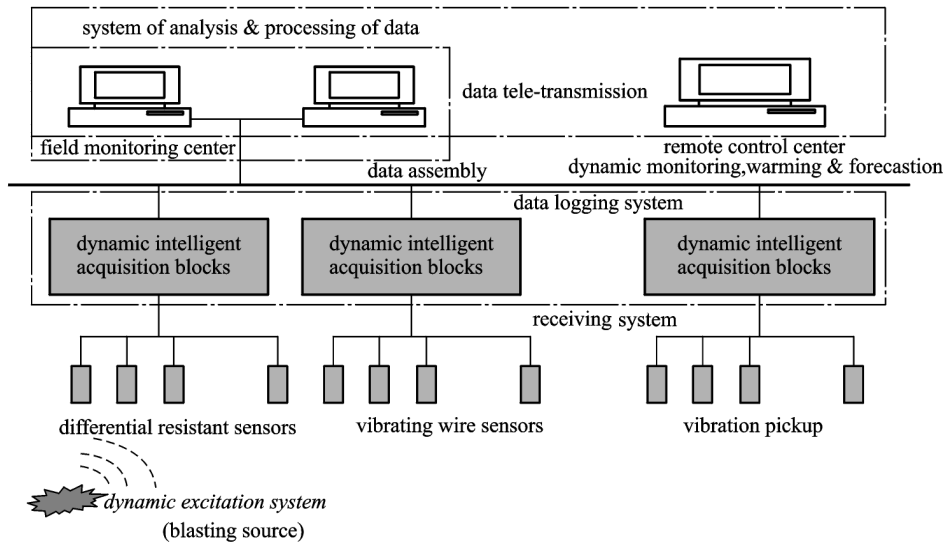 system of analysis & processing of data
data tele-transmission
field monitoring center
remote control center
data assembly
dynamic monitoring,warming & forecastion
data logging system
dynamic intelligent
acquisition blocks
dynamic intelligent
acquisition blocks
dynamic intelligent
acquisition blocks
receiving system
differential resistant sensors
vibrating wire sensors
vibration pickup
dynamic excitation system
(blasting source)